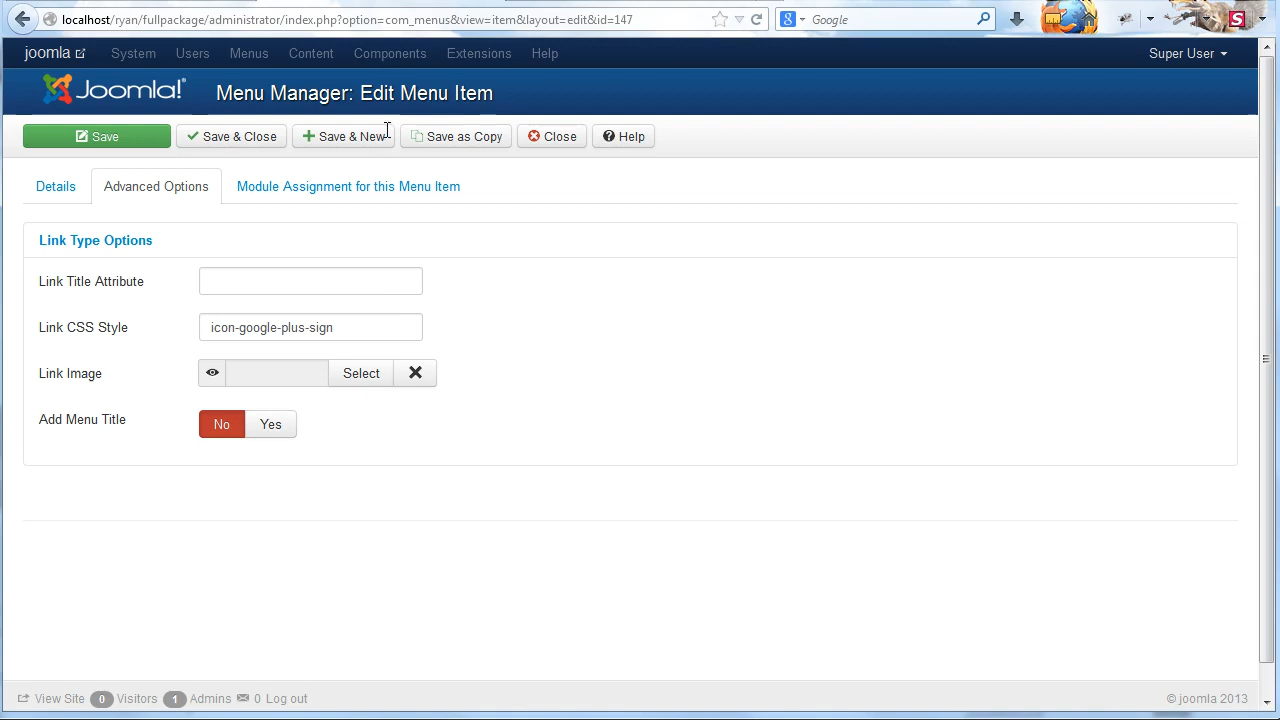 localhost/ryan/fullpackage/administrator/index.php?option=com_menus&view=item&layout=edit&id=147
8 Google
S
joomla System Users Menus Content Components Extensions Help Super User
Joomla!® Menu Manager: Edit Menu Item
Save Save & Close Save & New Save as Copy Close Help
Details Advanced Options Module Assignment for this Menu Item
Link Type Options
Link Title Attribute
Link CSS Style icon-google-plus-sign
Link Image Select
Add Menu Title No Yes
View Site 0 Visitors 1 Admins 0 Log out © joomla 2013